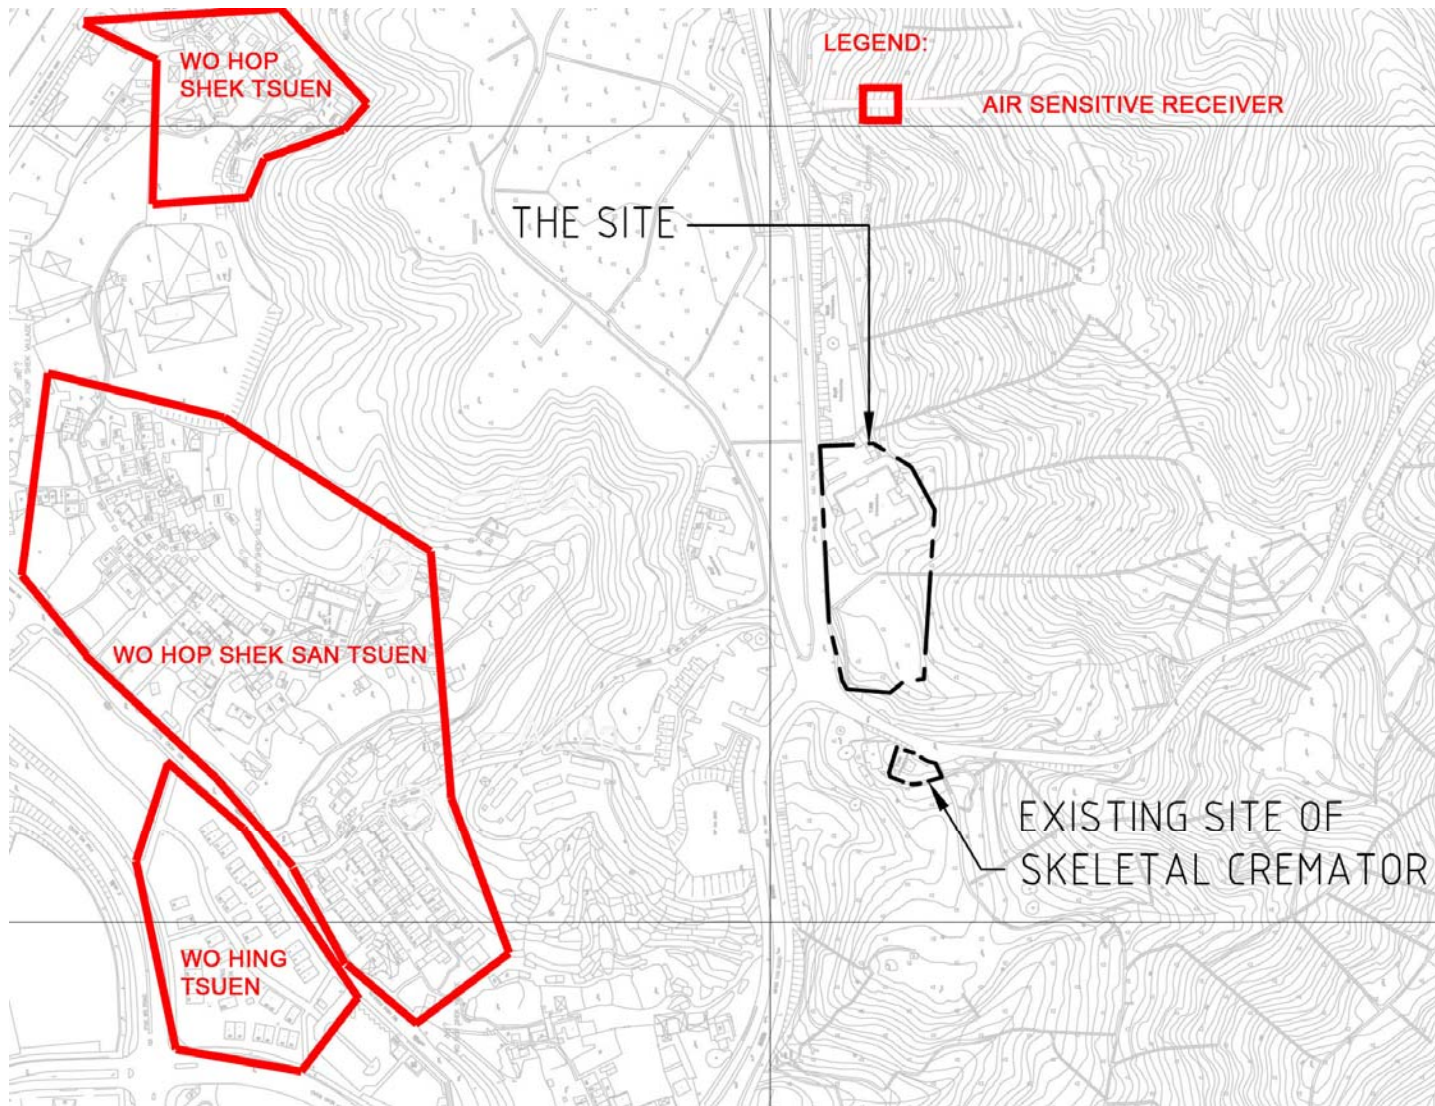 WO HOP
SHEK TSUEN
LEGEND:
AIR SENSITIVE RECEIVER
THE SITE
WO HOP SHEK SAN TSUEN
EXISTING SITE OF
SKELETAL CREMATOR
WO HING
TSUEN